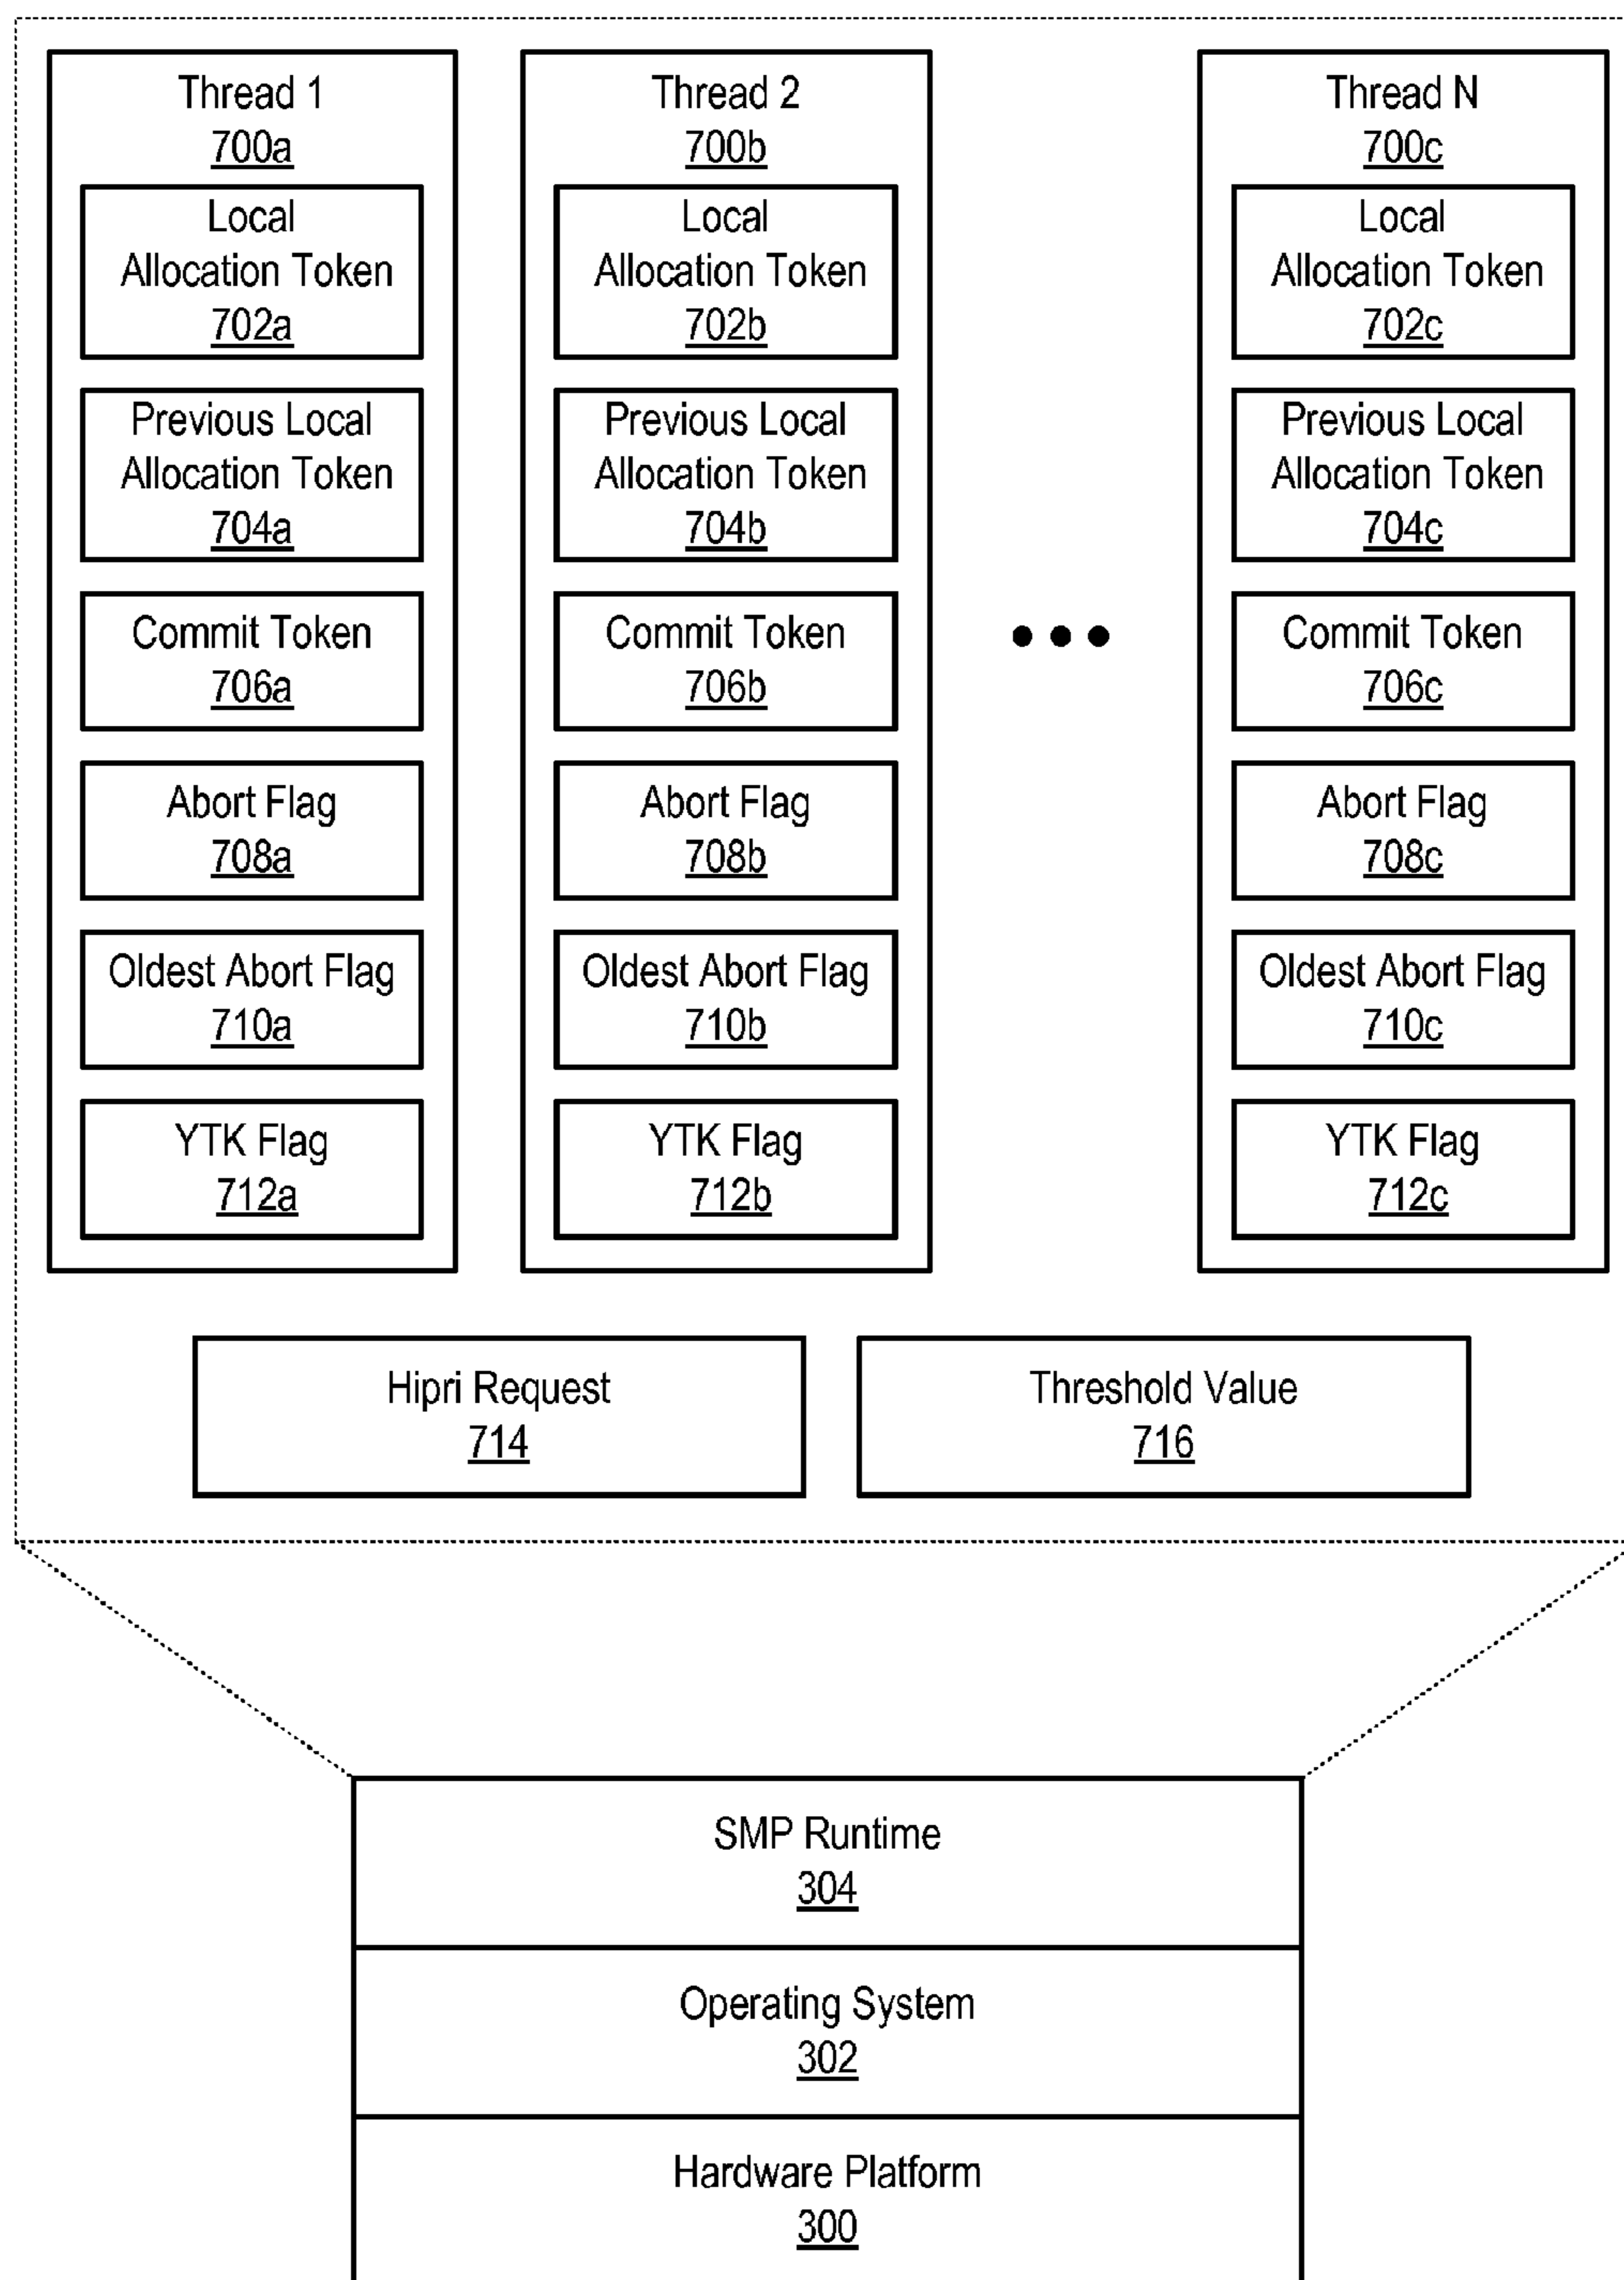 Thread 1
700a
Local
Allocation Token
702a
Previous Local
Allocation Token
704a
Commit Token
706a
Abort Flag
708a
Oldest Abort Flag
710a
YTK Flag
712a
Thread 2
700b
Local
Allocation Token
702b
Previous Local
Allocation Token
704b
Commit Token
706b
Abort Flag
708b
Oldest Abort Flag
710b
YTK Flag
712b
Thread N
700c
Local
Allocation Token
702c
Previous Local
Allocation Token
704c
Commit Token
706c
Abort Flag
708c
Oldest Abort Flag
710c
YTK Flag
712c
Hipri Request
714
Threshold Value
716
SMP Runtime
304
Operating System
302
Hardware Platform
300